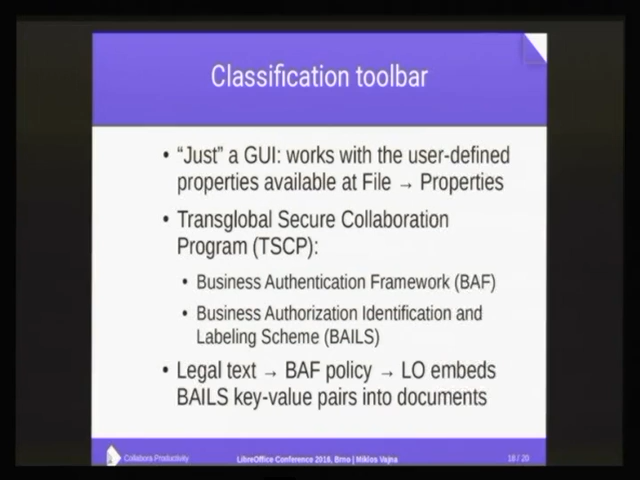 Classification toolbar
• “Just” a GUI: works with the user-defined
properties available at File → Properties
• Transglobal Secure Collaboration
Program (TSCP):
• Business Authentication Framework (BAF)
• Business Authorization Identification and
Labeling Scheme (BAILS)
• Legal text → BAF policy → LO embeds
BAILS key-value pairs into documents
Collabora Productivity
LibreOffice Conference 2016, Brno | Miklos Vajna
18 / 20